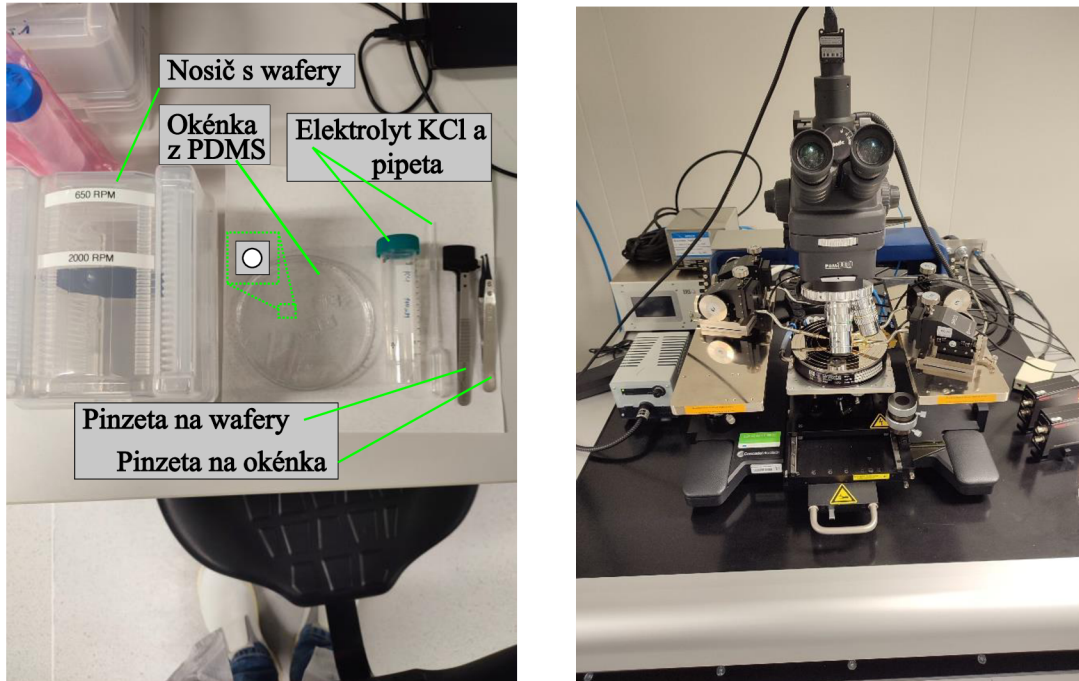 Nosič s wafery
Okénka
z PDMS
Elektrolyt KCl a
pipeta
650 RPM
2000 RPM
Pinzeta na wafery
Pinzeta na okénka